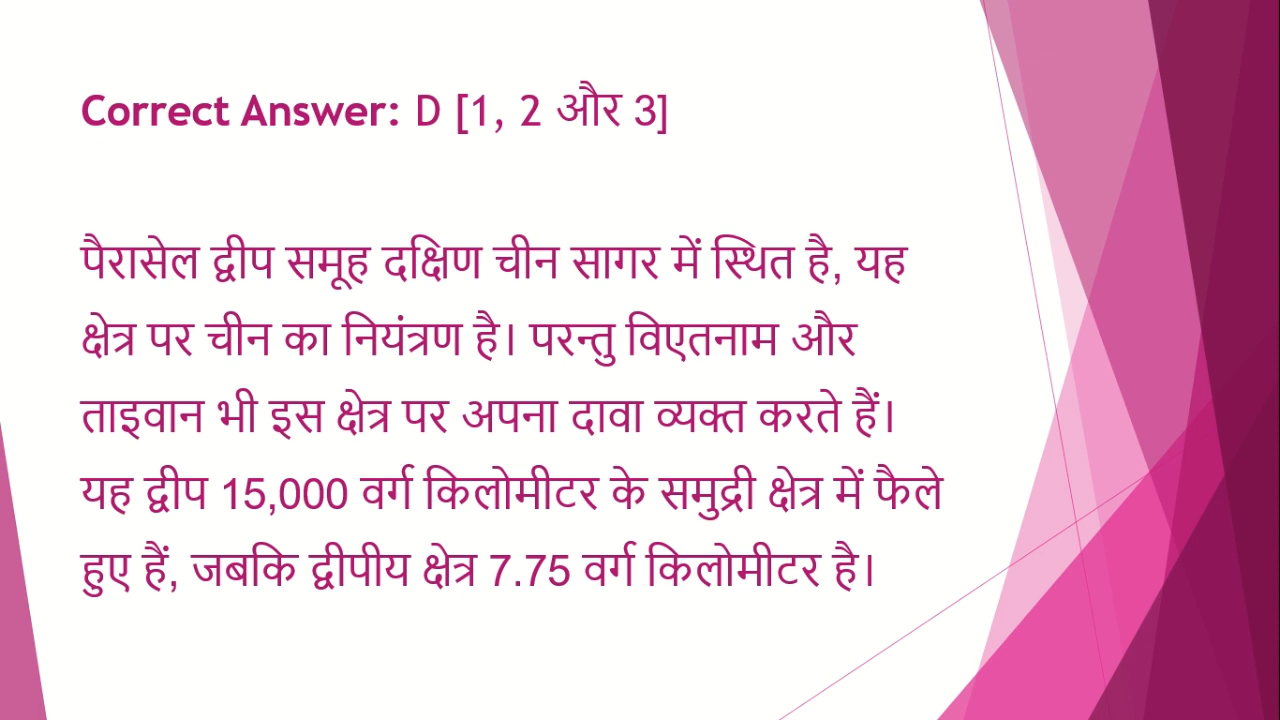 Correct Answer: D [1, 2 और 3]
पैरासेल द्वीप समूह दक्षिण चीन सागर में स्थित है, यह
क्षेत्र पर चीन का नियंत्रण है। परन्तु विएतनाम और
ताइवान भी इस क्षेत्र पर अपना दावा व्यक्त करते हैं।
यह द्वीप 15,000 वर्ग किलोमीटर के समुद्री क्षेत्र में फैले
हुए हैं, जबकि द्वीपीय क्षेत्र 7.75 वर्ग किलोमीटर है।